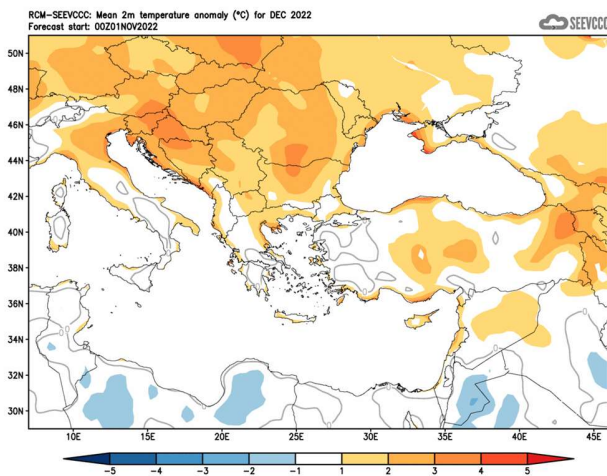 RCM-SEEVCCC: Mean 2m temperature anomaly (°C) for DEC 2022
Forecast start: 00Z01NOV2022
SEEVCCC
50N
48N
46N
44N
42N
40N
38N
36N
34N
32N
30N
10E 15E 20E 25E 30E 35E 40E 45E
-5 -4 -3 -2 -1 1 2 3 4 5